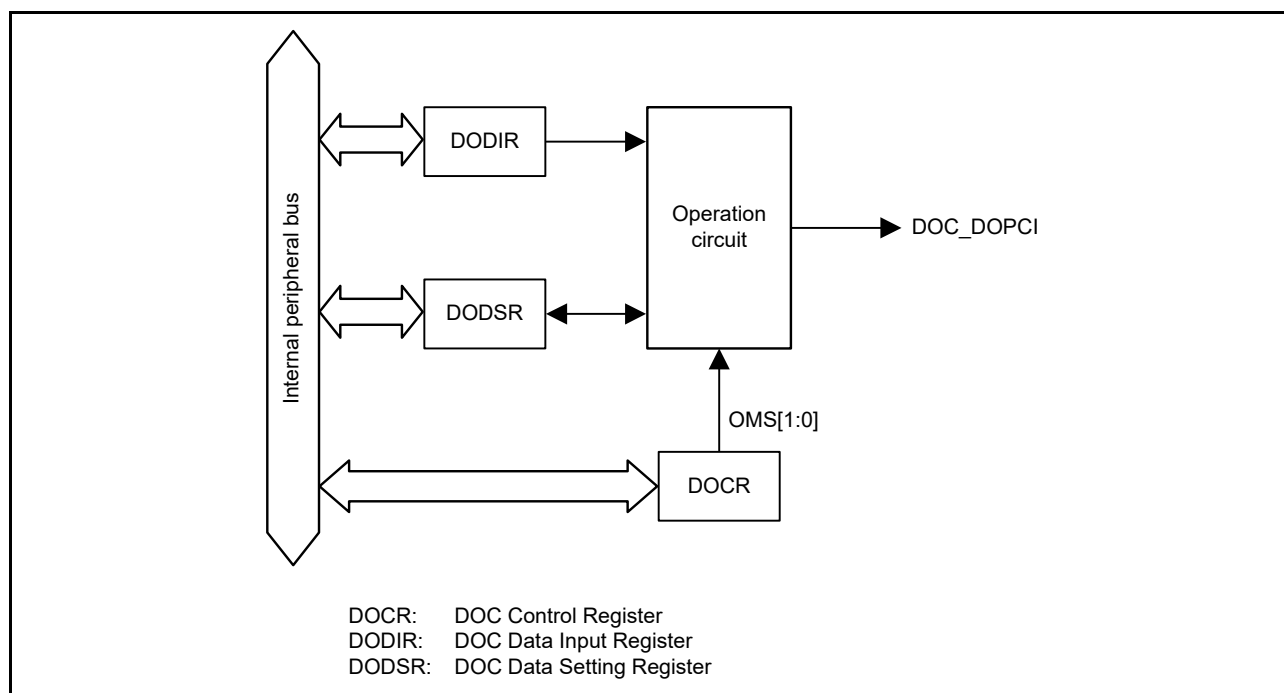 Internal peripheral bus
DODIR
DODSR
Operation
circuit
DOC_DOPCI
OMS[1:0]
DOCR
DOCR: DOC Control Register
DODIR: DOC Data Input Register
DODSR: DOC Data Setting Register